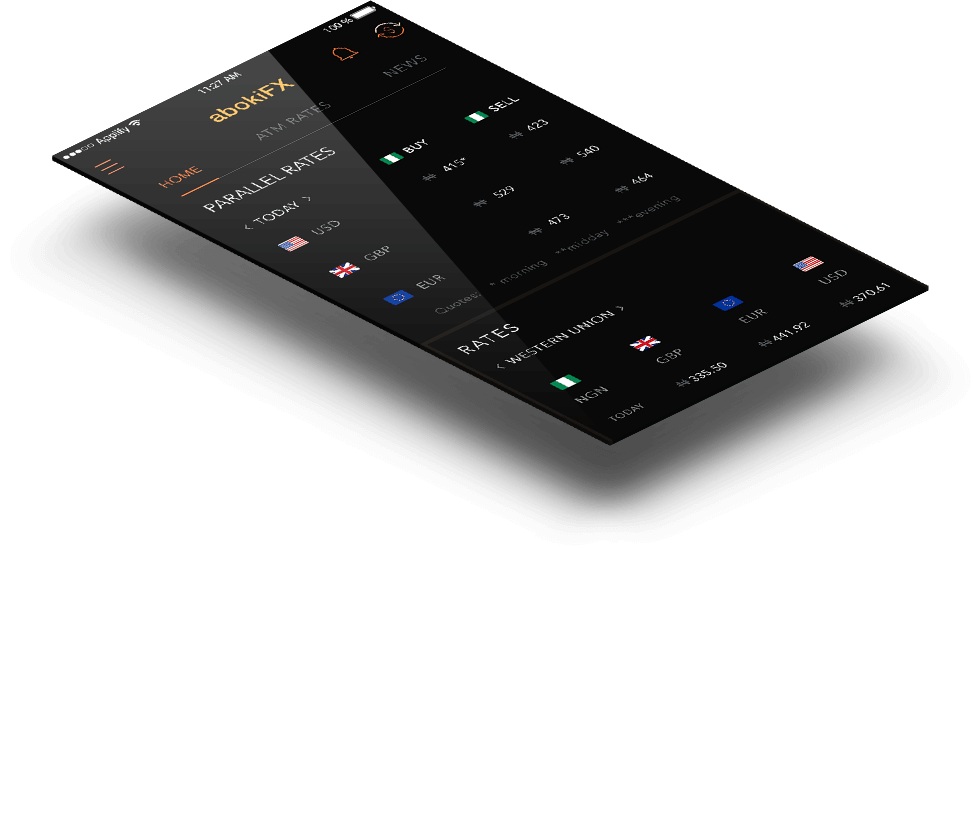 Applify 11:27 AM 100 %
abokiFX
HOME ATM RATES NEWS
PARALLEL RATES
‹ TODAY › BUY SELL
USD ₦ 415* ₦ 423
GBP ₦ 529 ₦ 540
EUR ₦ 473 ₦ 464
Quotes: * morning **midday ***evening
RATES
‹ WESTERN UNION ›
NGN GBP EUR USD
TODAY ₦ 335.50 ₦ 441.92 ₦ 370.61